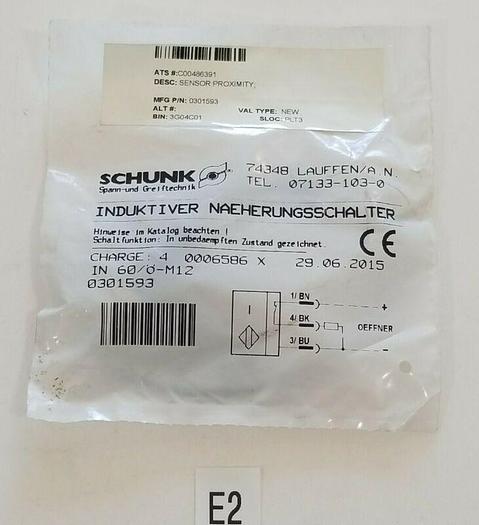 ATS #:C00486391
DESC: SENSOR PROXIMITY;
MFG P/N: 0301593
ALT #:
VAL TYPE: NEW
BIN: 3G04C01
SLOC: PLT3
SCHUNK
Spann-und Greiftechnik
74348 LAUFFEN/A.N.
TEL. 07133-103-0
INDUKTIVER NAEHERUNGSSCHALTER
Hinweise im Katalog beachten !
Schaltfunktion: In unbedaempften Zustand gezeichnet.
CE
CHARGE: 4 0006586 X 29.06.2015
IN 60/Ö-M12
0301593
1/ BN +
4/ BK OEFFNER
3/ BU -
I
E2